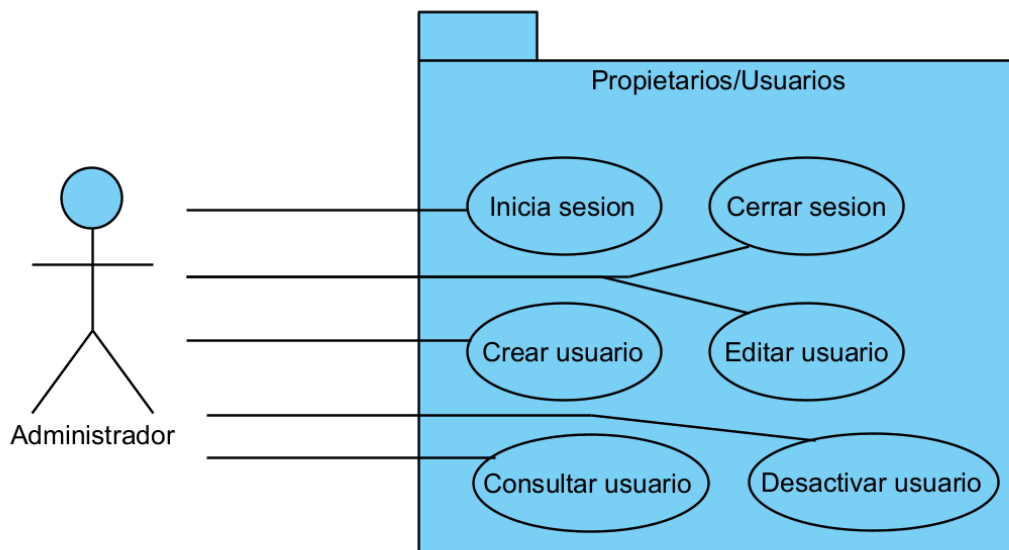 Propietarios/Usuarios
Inicia sesion
Cerrar sesion
Crear usuario
Editar usuario
Administrador
Consultar usuario
Desactivar usuario